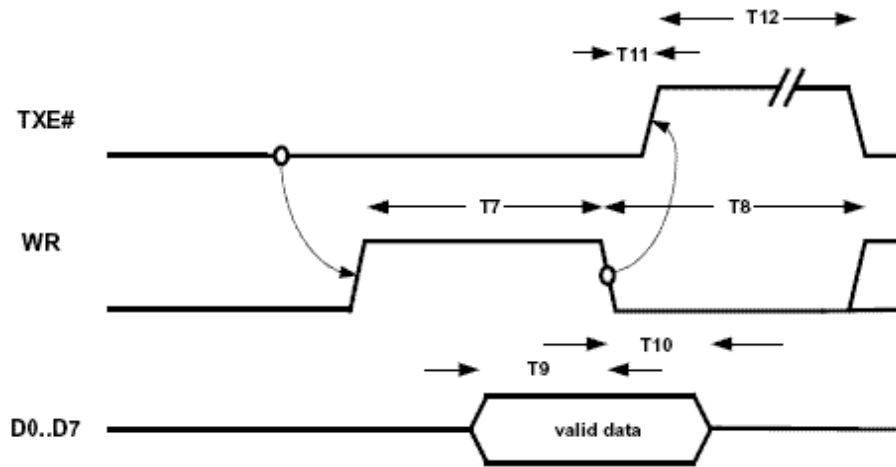 T12
T11
TXE#
T7
T8
WR
T10
T9
D0..D7
valid data